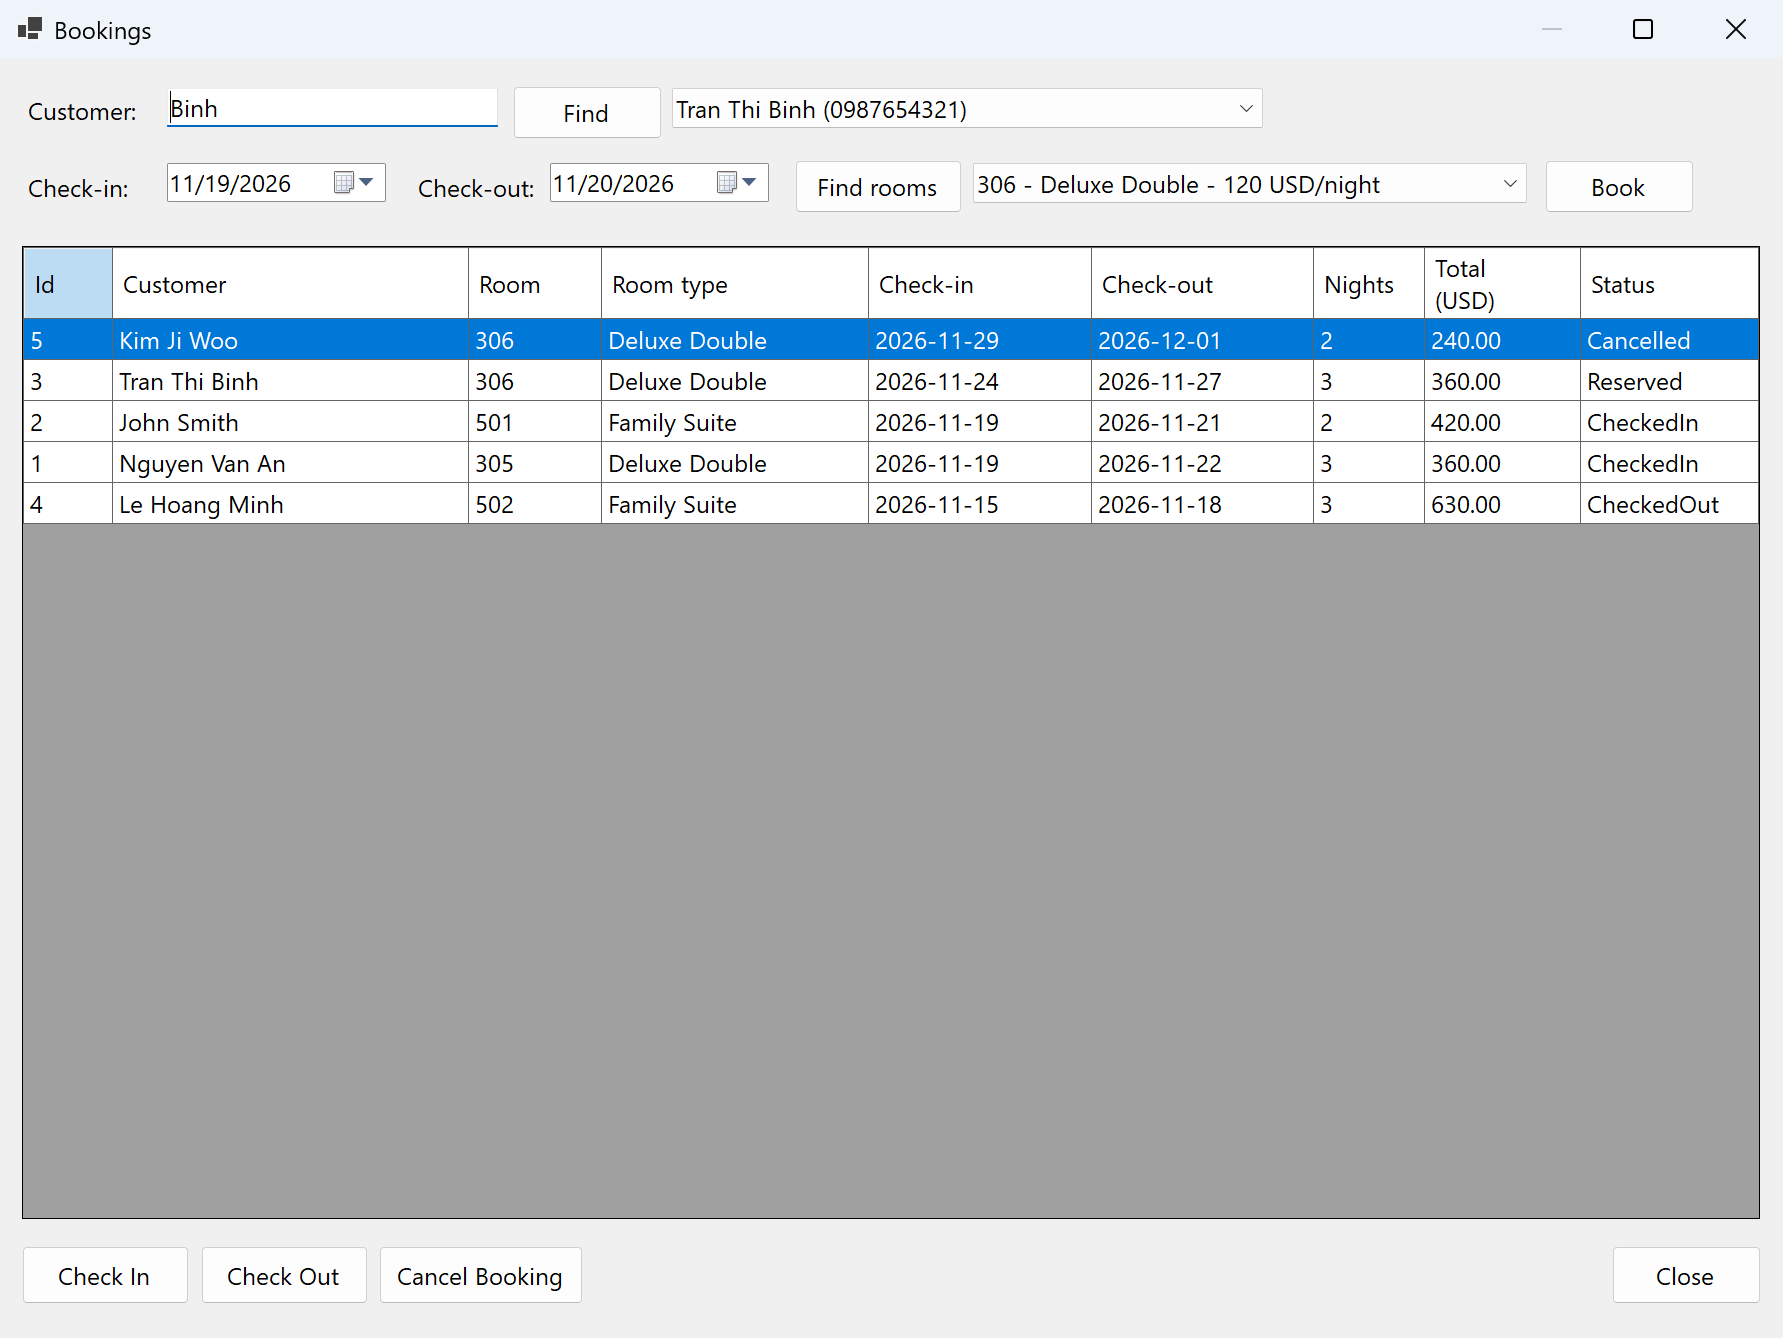 Bookings
Customer: Binh Find Tran Thi Binh (0987654321)
Check-in: 11/19/2026 Check-out: 11/20/2026 Find rooms 306 - Deluxe Double - 120 USD/night Book
Id Customer Room Room type Check-in Check-out Nights Total (USD) Status
5 Kim Ji Woo 306 Deluxe Double 2026-11-29 2026-12-01 2 240.00 Cancelled
3 Tran Thi Binh 306 Deluxe Double 2026-11-24 2026-11-27 3 360.00 Reserved
2 John Smith 501 Family Suite 2026-11-19 2026-11-21 2 420.00 CheckedIn
1 Nguyen Van An 305 Deluxe Double 2026-11-19 2026-11-22 3 360.00 CheckedIn
4 Le Hoang Minh 502 Family Suite 2026-11-15 2026-11-18 3 630.00 CheckedOut
Check In Check Out Cancel Booking Close